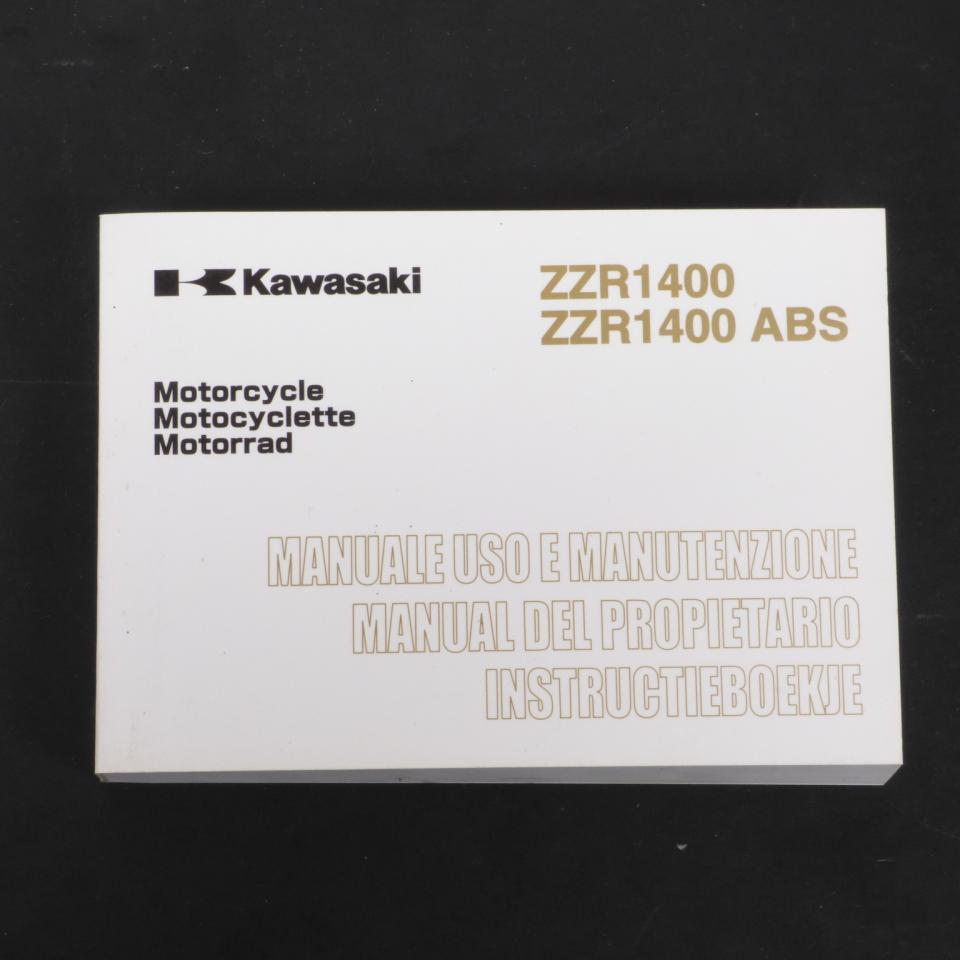 Kawasaki
ZZR1400
ZZR1400 ABS
Motorcycle
Motocyclette
Motorrad
MANUALE USO E MANUTENZIONE
MANUAL DEL PROPIETARIO
INSTRUCTIEBOEKJE